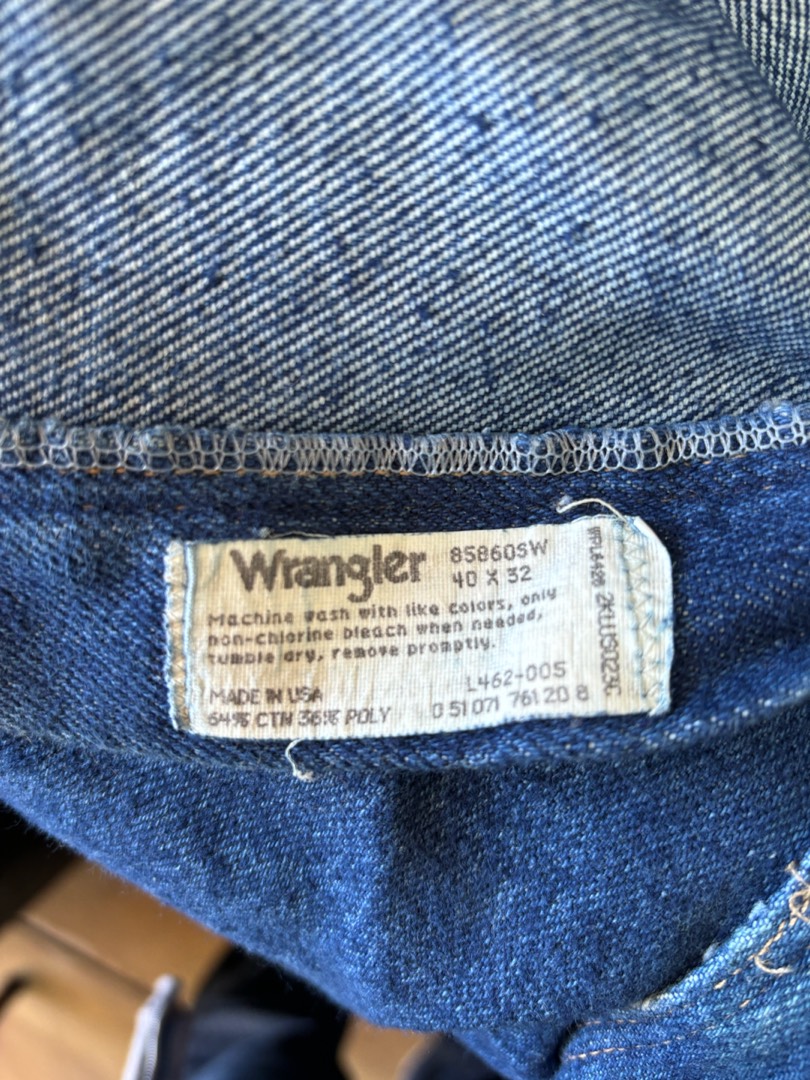 Wrangler
85860SW
40 X 32
Machine wash with like colors, only
non-chlorine bleach when needed,
tumble dry, remove promptly.
MADE IN USA
64% CTN 36% POLY
L462-005
0 51071 76120 8